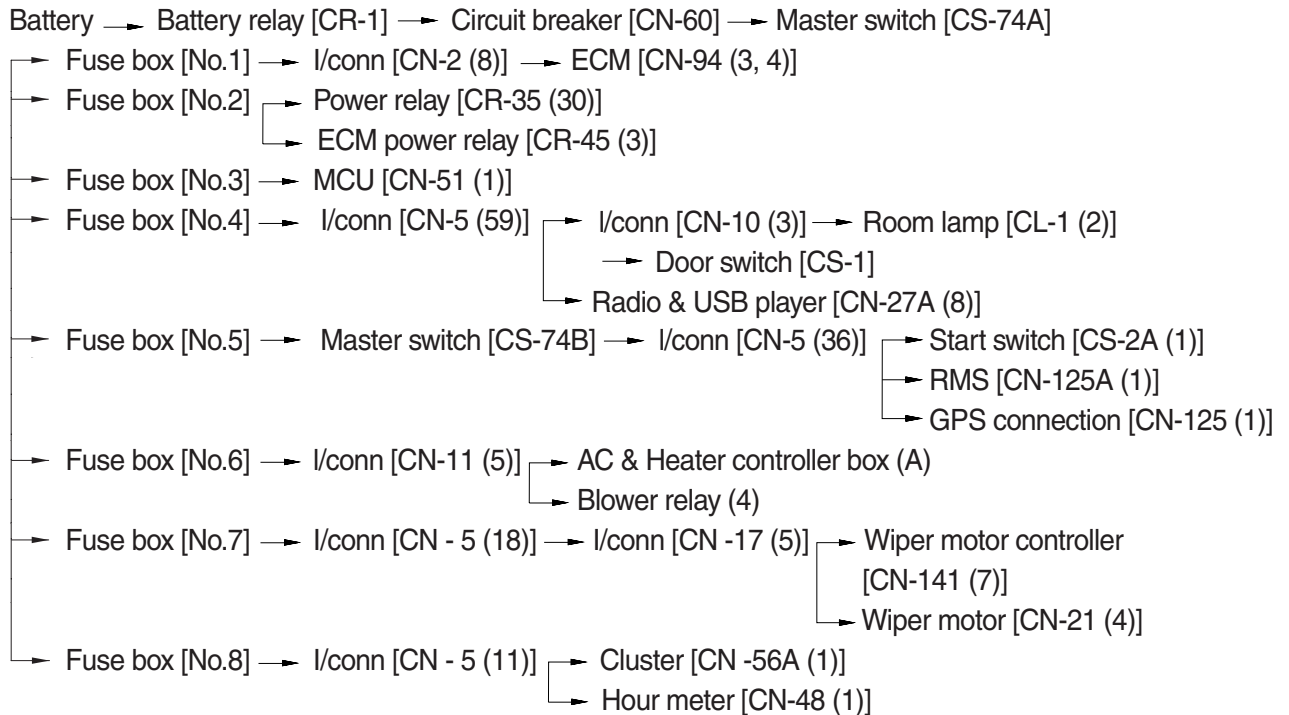 Battery → Battery relay [CR-1] → Circuit breaker [CN-60] → Master switch [CS-74A]
→ Fuse box [No.1] → I/conn [CN-2 (8)] → ECM [CN-94 (3, 4)]
→ Fuse box [No.2] → Power relay [CR-35 (30)]
→ ECM power relay [CR-45 (3)]
→ Fuse box [No.3] → MCU [CN-51 (1)]
→ Fuse box [No.4] → I/conn [CN-5 (59)] → I/conn [CN-10 (3)] → Room lamp [CL-1 (2)]
→ Door switch [CS-1]
→ Radio & USB player [CN-27A (8)]
→ Fuse box [No.5] → Master switch [CS-74B] → I/conn [CN-5 (36)] → Start switch [CS-2A (1)]
→ RMS [CN-125A (1)]
→ GPS connection [CN-125 (1)]
→ Fuse box [No.6] → I/conn [CN-11 (5)] → AC & Heater controller box (A)
→ Blower relay (4)
→ Fuse box [No.7] → I/conn [CN - 5 (18)] → I/conn [CN -17 (5)] → Wiper motor controller
[CN-141 (7)]
→ Wiper motor [CN-21 (4)]
→ Fuse box [No.8] → I/conn [CN - 5 (11)] → Cluster [CN -56A (1)]
→ Hour meter [CN-48 (1)]